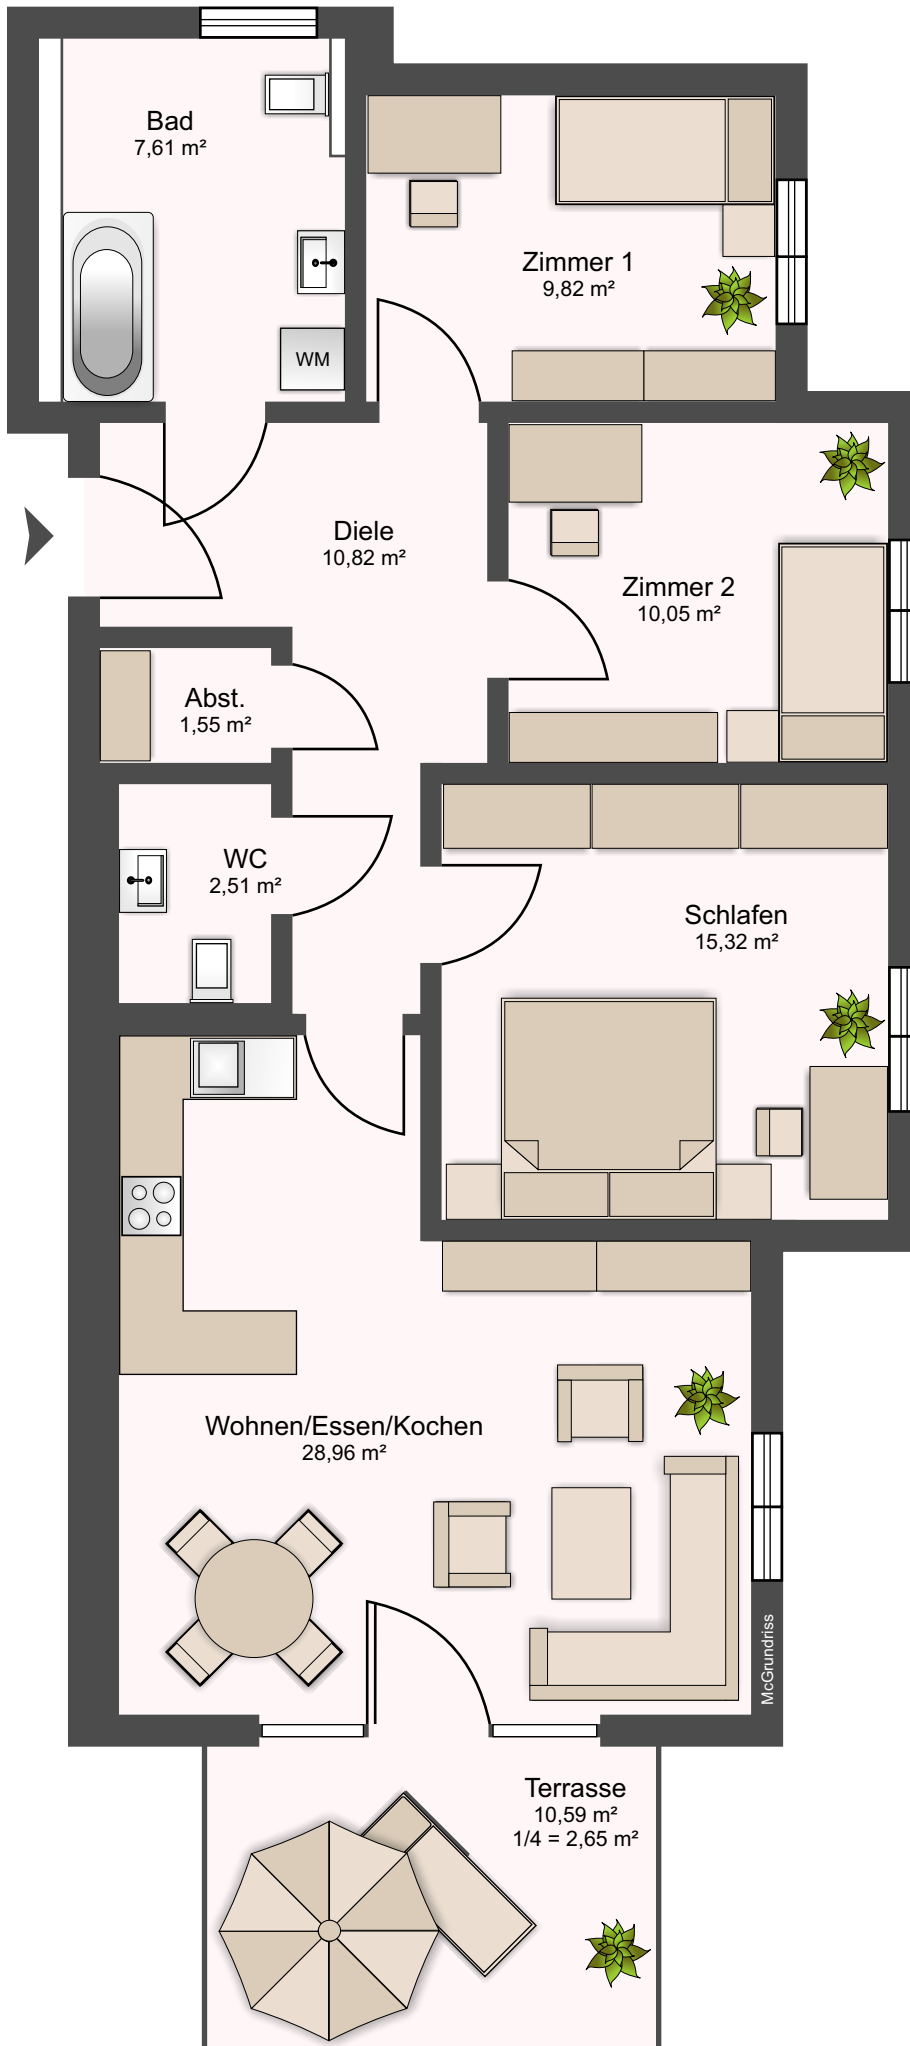 Bad
7,61 m²
Zimmer 1
9,82 m²
WM
Diele
10,82 m²
Zimmer 2
10,05 m²
Abst.
1,55 m²
WC
2,51 m²
Schlafen
15,32 m²
Wohnen/Essen/Kochen
28,96 m²
McGrundriss
Terrasse
10,59 m²
1/4 = 2,65 m²